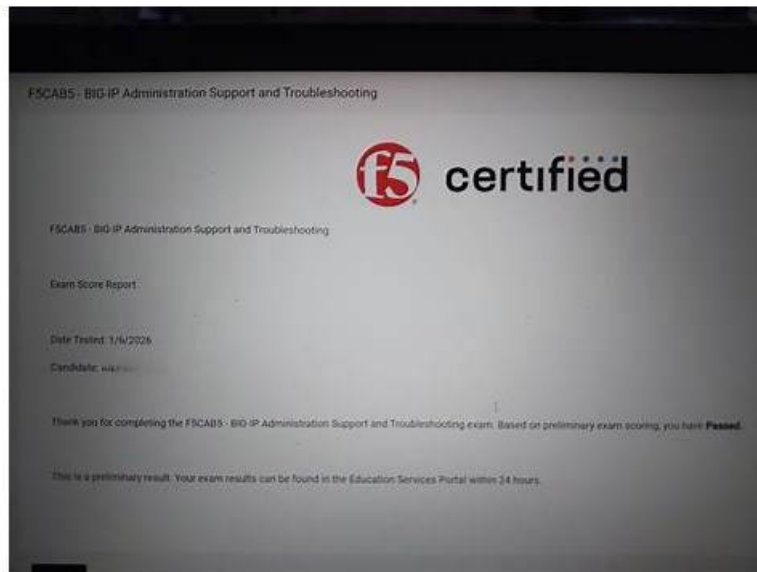 F5CAB5 - BIG-IP Administration Support and Troubleshooting
f5 certified
F5CAB5 - BIG-IP Administration Support and Troubleshooting
Exam Score Report
Date Tested: 1/6/2026
Candidate:
Thank you for completing the F5CAB5 - BIG-IP Administration Support and Troubleshooting exam. Based on preliminary exam scoring, you have Passed.
This is a preliminary result. Your exam results can be found in the Education Services Portal within 24 hours.